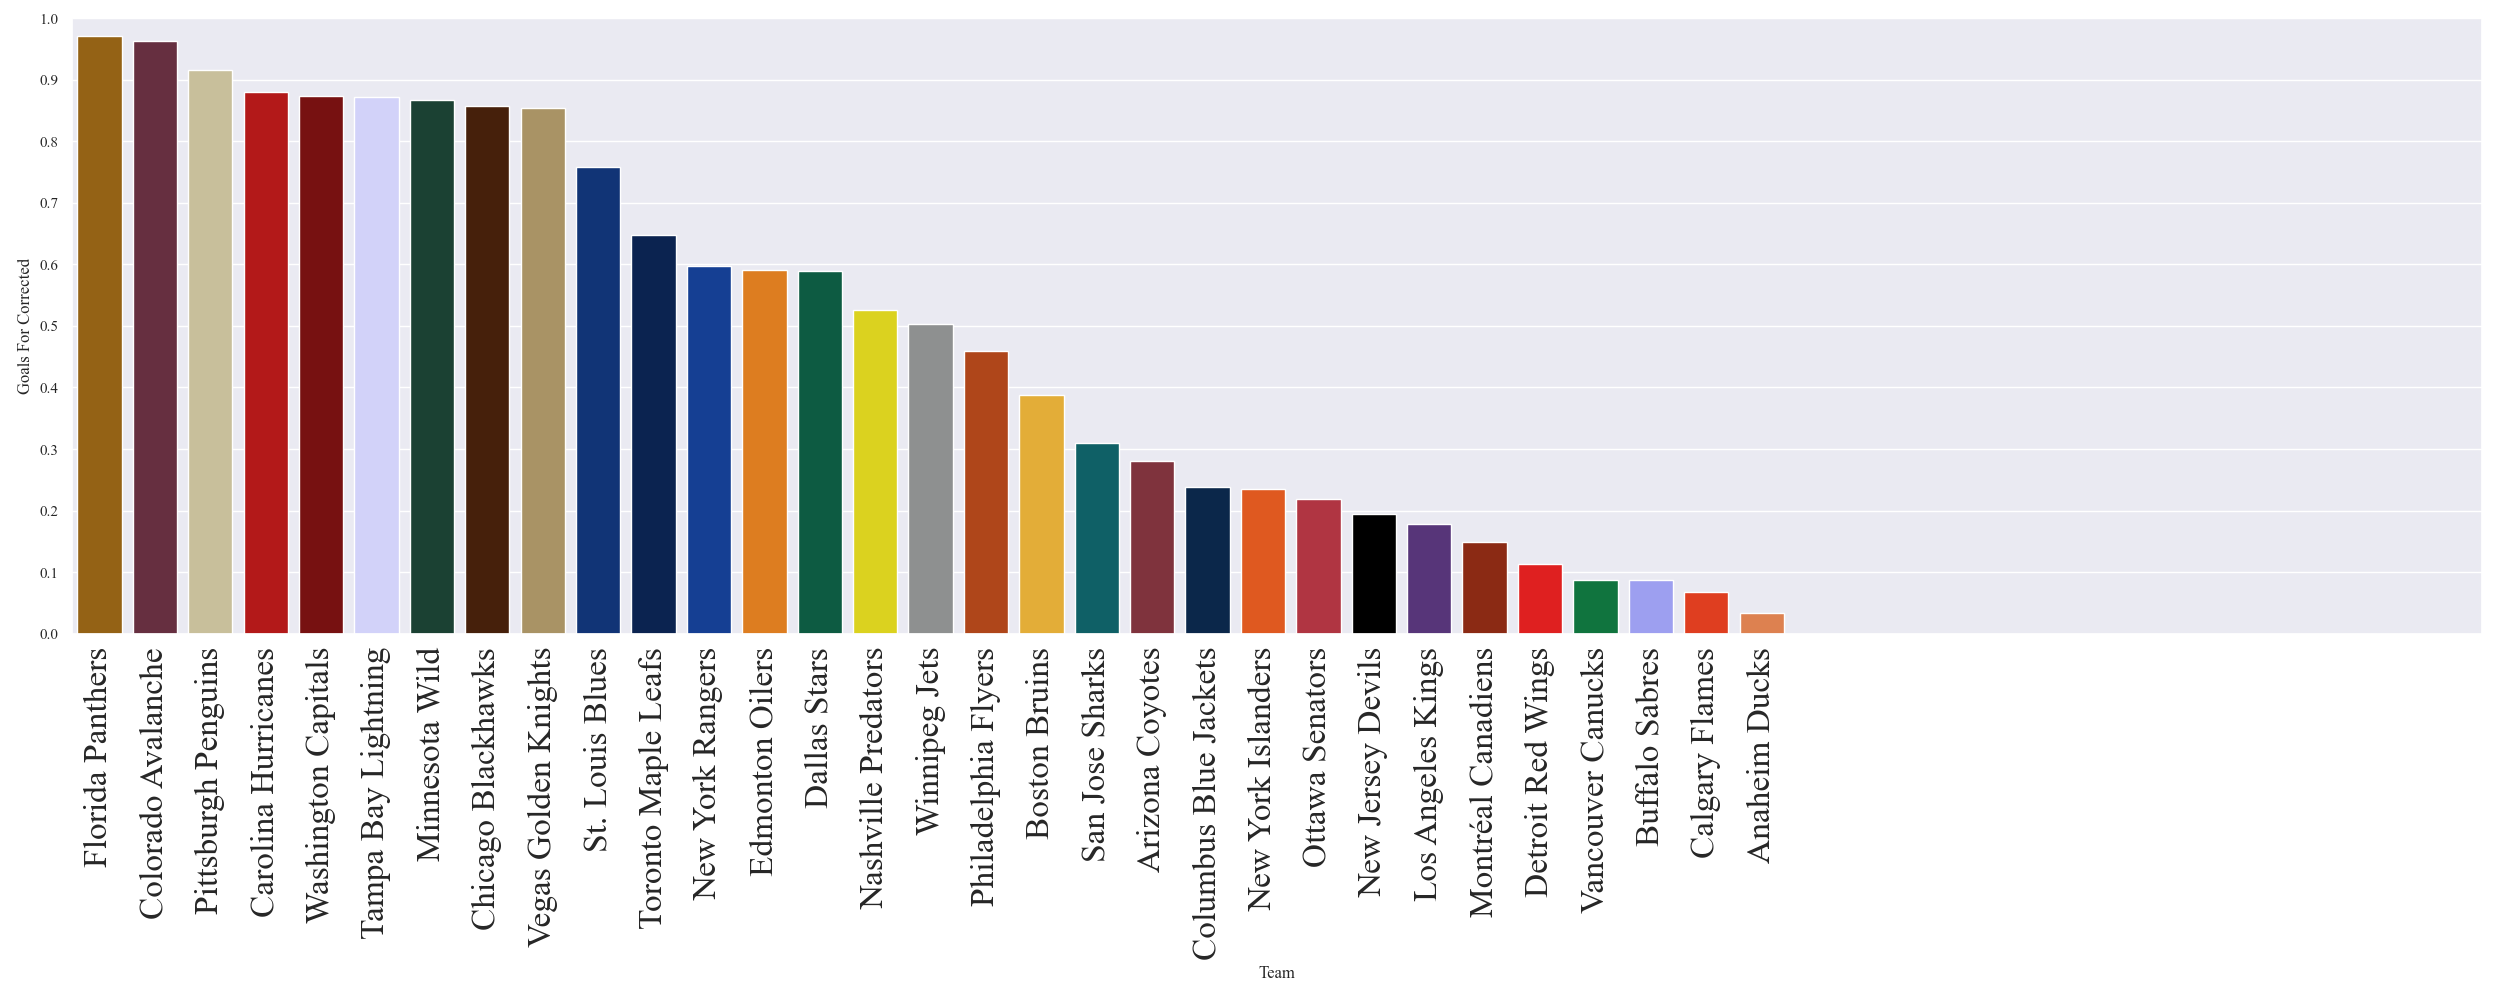 1.0
0.9
0.8
0.7
0.6
0.5
0.4
0.3
0.2
0.1
0.0
Goals For Corrected
Florida Panthers
Colorado Avalanche
Pittsburgh Penguins
Carolina Hurricanes
Washington Capitals
Tampa Bay Lightning
Minnesota Wild
Chicago Blackhawks
Vegas Golden Knights
St. Louis Blues
Toronto Maple Leafs
New York Rangers
Edmonton Oilers
Dallas Stars
Nashville Predators
Winnipeg Jets
Philadelphia Flyers
Boston Bruins
San Jose Sharks
Arizona Coyotes
Columbus Blue Jackets
New York Islanders
Ottawa Senators
New Jersey Devils
Los Angeles Kings
Montréal Canadiens
Detroit Red Wings
Vancouver Canucks
Buffalo Sabres
Calgary Flames
Anaheim Ducks
Team